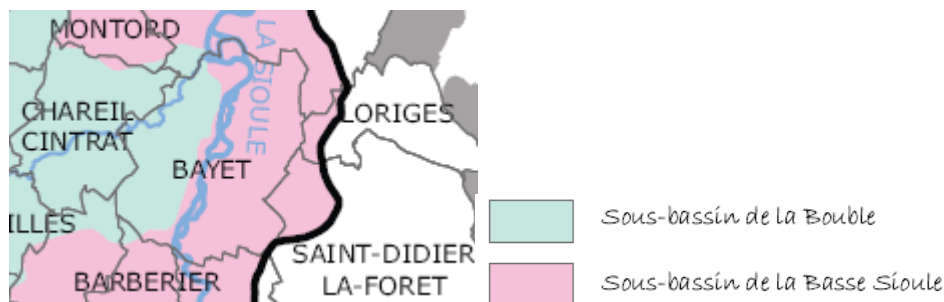 MONTORD
LA SIOULE
CHAREIL
CINTRAT
LORIGES
BAYET
ILLES
SAINT-DIDIER
LA-FORET
BARBERIER
Sous-bassin de la Bouble
Sous-bassin de la Basse Sioule